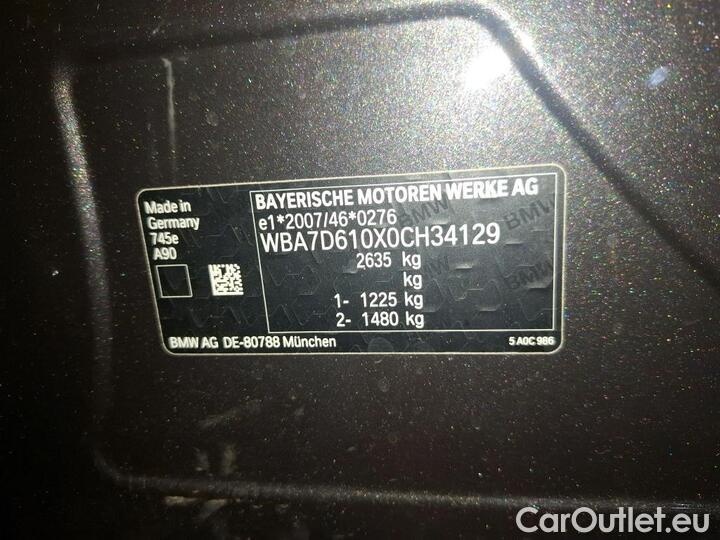 Made in
Germany
745e
A90
BAYERISCHE MOTOREN WERKE AG
e1*2007/46*0276
WBA7D610X0CH34129
2635 kg
kg
1- 1225 kg
2- 1480 kg
BMW AG DE-80788 München
5 A0C 986
CarOutlet.eu